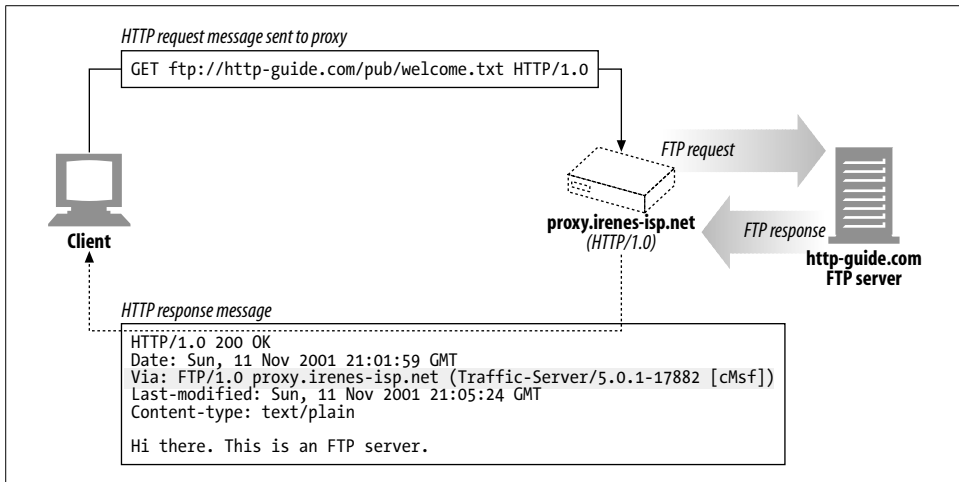 HTTP request message sent to proxy
GET ftp://http-guide.com/pub/welcome.txt HTTP/1.0
FTP request
Client
proxy.irenes-isp.net
(HTTP/1.0)
FTP response
http-guide.com
FTP server
HTTP response message
HTTP/1.0 200 OK
Date: Sun, 11 Nov 2001 21:01:59 GMT
Via: FTP/1.0 proxy.irenes-isp.net (Traffic-Server/5.0.1-17882 [cMsf])
Last-modified: Sun, 11 Nov 2001 21:05:24 GMT
Content-type: text/plain
Hi there. This is an FTP server.